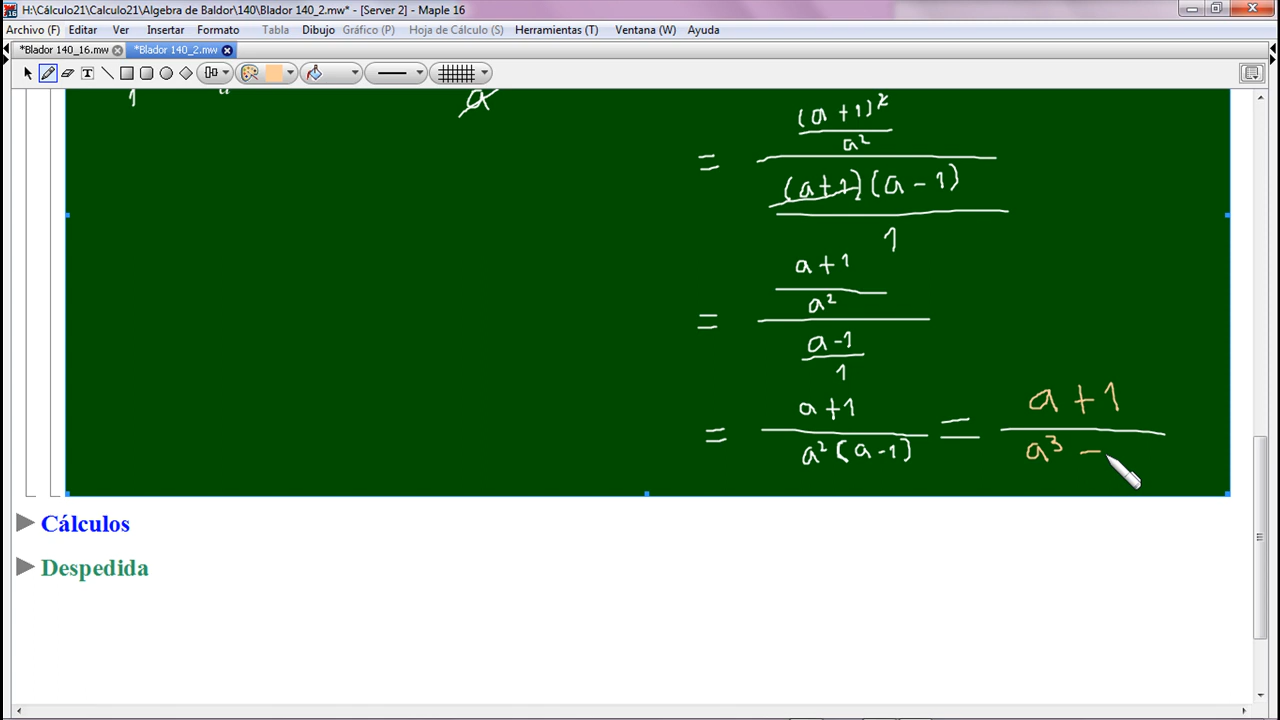 H:\Cálculo21\Calculo21\Algebra de Baldor\140\Blador 140_2.mw* - [Server 2] - Maple 16
Archivo (F) Editar Ver Insertar Formato Tabla Dibujo Gráfico (P) Hoja de Cálculo (S) Herramientas (T) Ventana (W) Ayuda
*Blador 140_16.mw *Blador 140_2.mw
T
1 a
(a+1)²
a²
=
(a+1)(a-1)
1
a+1
a²
=
a-1
1
a+1 a+1
= =
a²(a-1) a³ -
Cálculos
Despedida